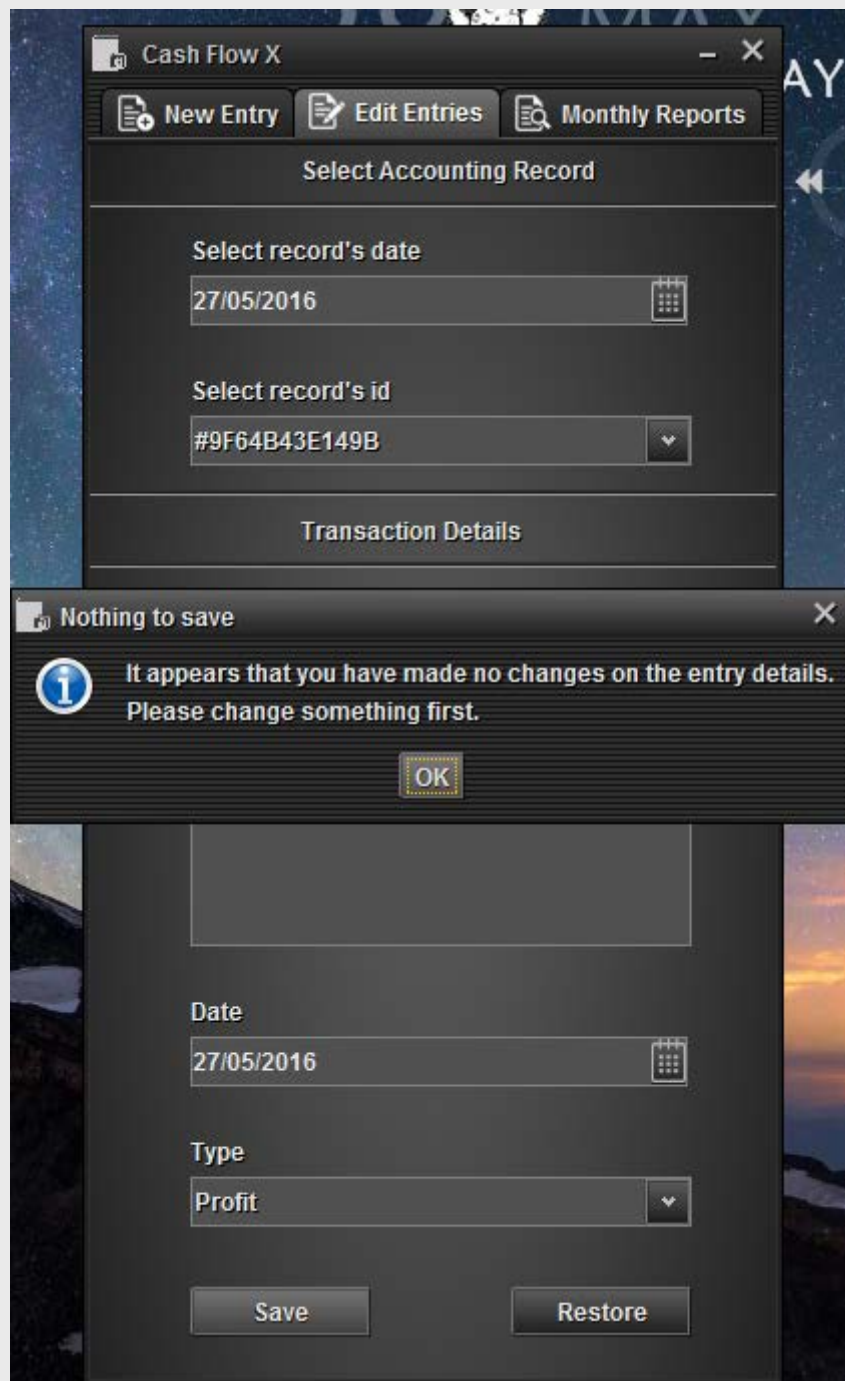 Cash Flow X
AY
New Entry Edit Entries Monthly Reports
Select Accounting Record
Select record's date
27/05/2016
Select record's id
#9F64B43E149B
Transaction Details
Nothing to save
It appears that you have made no changes on the entry details.
Please change something first.
OK
Date
27/05/2016
Type
Profit
Save Restore